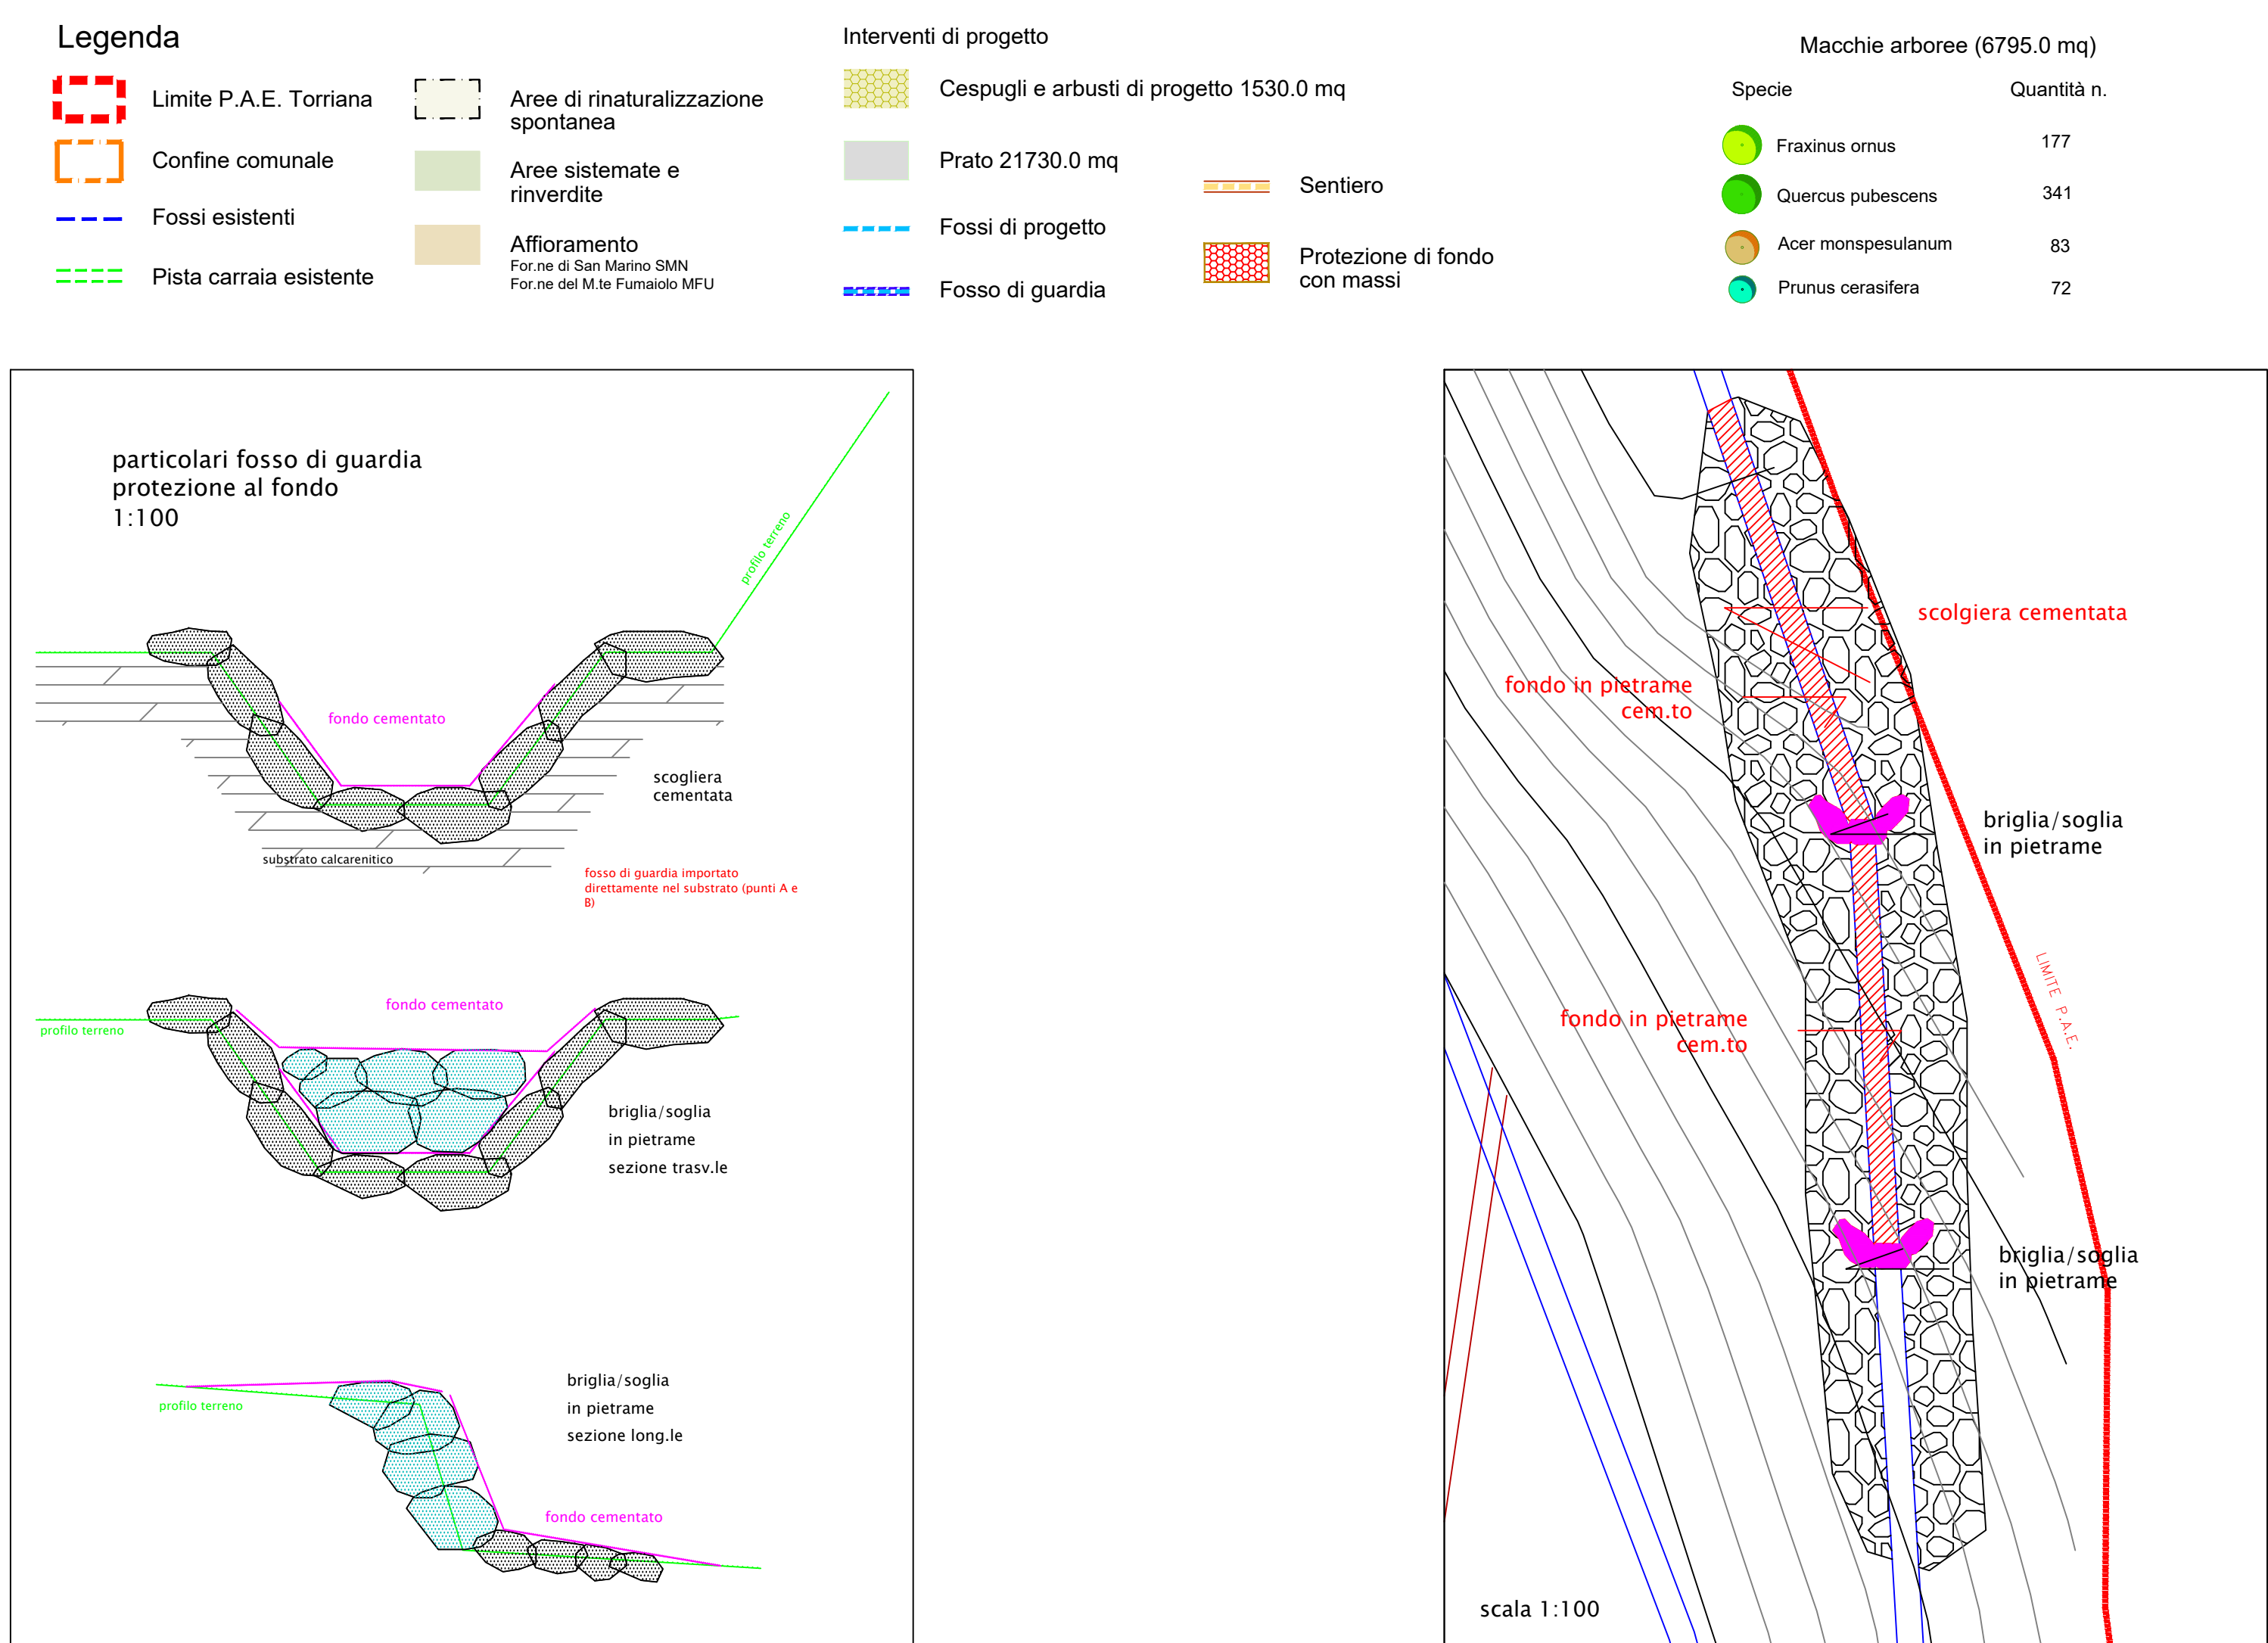 Legenda
Limite P.A.E. Torriana
Confine comunale
Fossi esistenti
Pista carraia esistente
Aree di rinaturalizzazione
spontanea
Aree sistemate e
rinverdite
Affioramento
For.ne di San Marino SMN
For.ne del M.te Fumaiolo MFU
Interventi di progetto
Cespugli e arbusti di progetto 1530.0 mq
Prato 21730.0 mq
Fossi di progetto
Fosso di guardia
Sentiero
Protezione di fondo
con massi
Macchie arboree (6795.0 mq)
Specie Quantità n.
Fraxinus ornus 177
Quercus pubescens 341
Acer monspesulanum 83
Prunus cerasifera 72
particolari fosso di guardia
protezione al fondo
1:100
profilo terreno
fondo cementato
scogliera
cementata
substrato calcarenitico
fosso di guardia importato
direttamente nel substrato (punti A e
B)
fondo cementato
profilo terreno
briglia/soglia
in pietrame
sezione trasv.le
briglia/soglia
in pietrame
sezione long.le
profilo terreno
fondo cementato
scolgiera cementata
fondo in pietrame
cem.to
briglia/soglia
in pietrame
LIMITE P.A.E.
fondo in pietrame
cem.to
briglia/soglia
in pietrame
scala 1:100